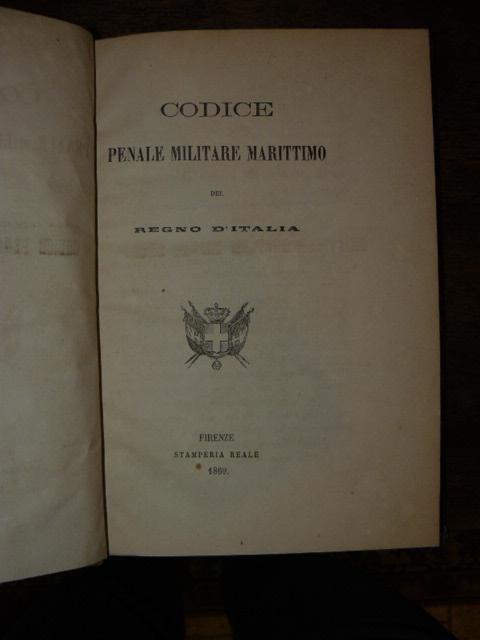 CODICE
PENALE MILITARE MARITTIMO
DEL
REGNO D'ITALIA
FIRENZE
STAMPERIA REALE
1869.